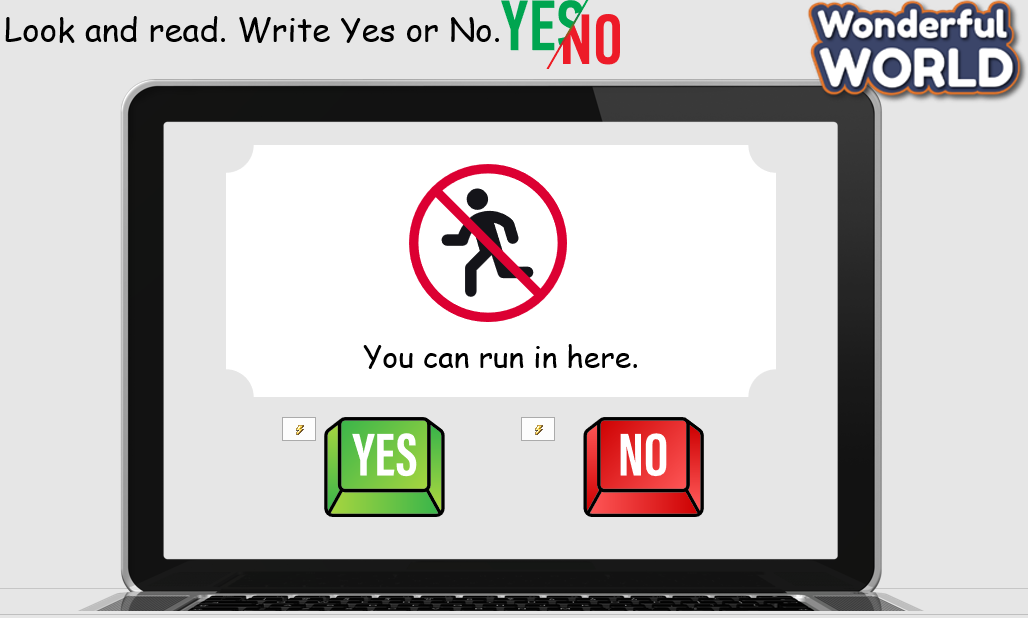 Look and read. Write Yes or No.
YES
NO
Wonderful
WORLD
You can run in here.
YES
NO